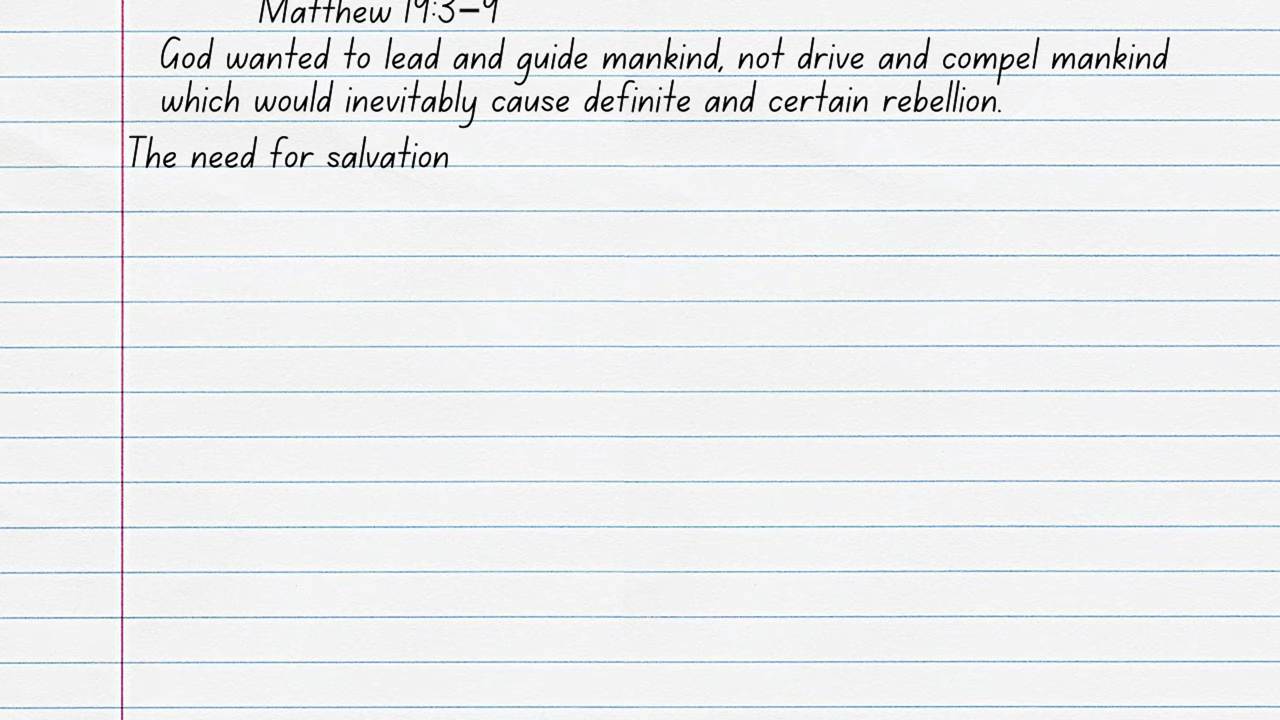 Matthew 19:3–9
God wanted to lead and guide mankind, not drive and compel mankind
which would inevitably cause definite and certain rebellion.
The need for salvation